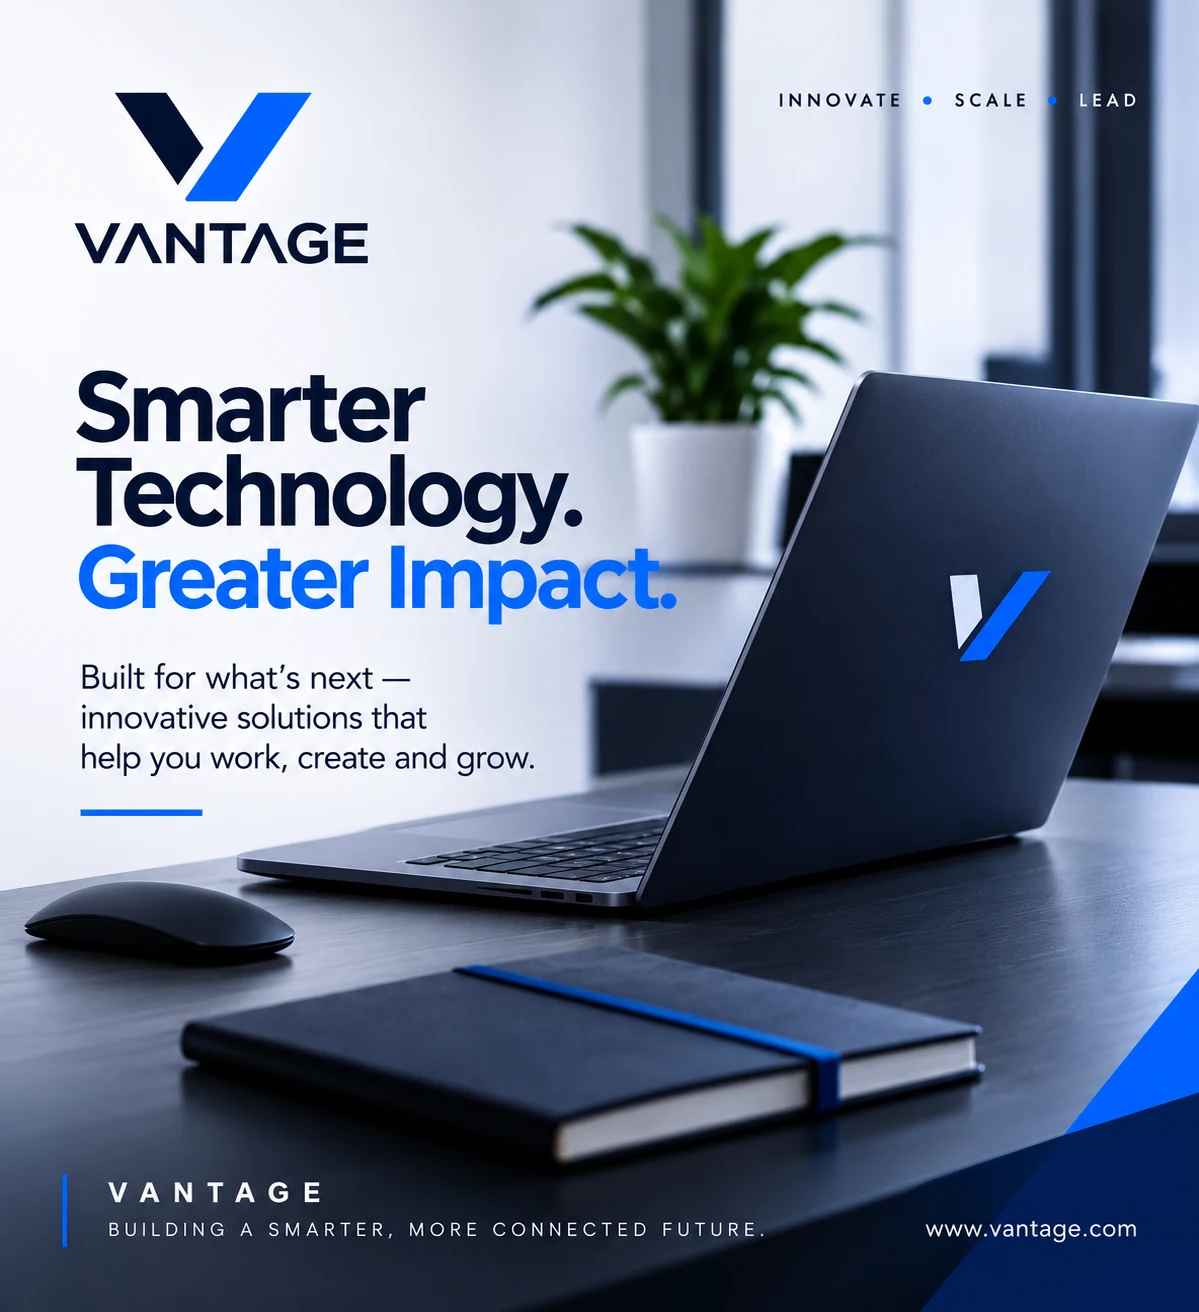 VANTAGE
INNOVATE • SCALE • LEAD
Smarter
Technology.
Greater Impact.
Built for what’s next —
innovative solutions that
help you work, create and grow.
VANTAGE
BUILDING A SMARTER, MORE CONNECTED FUTURE.
www.vantage.com